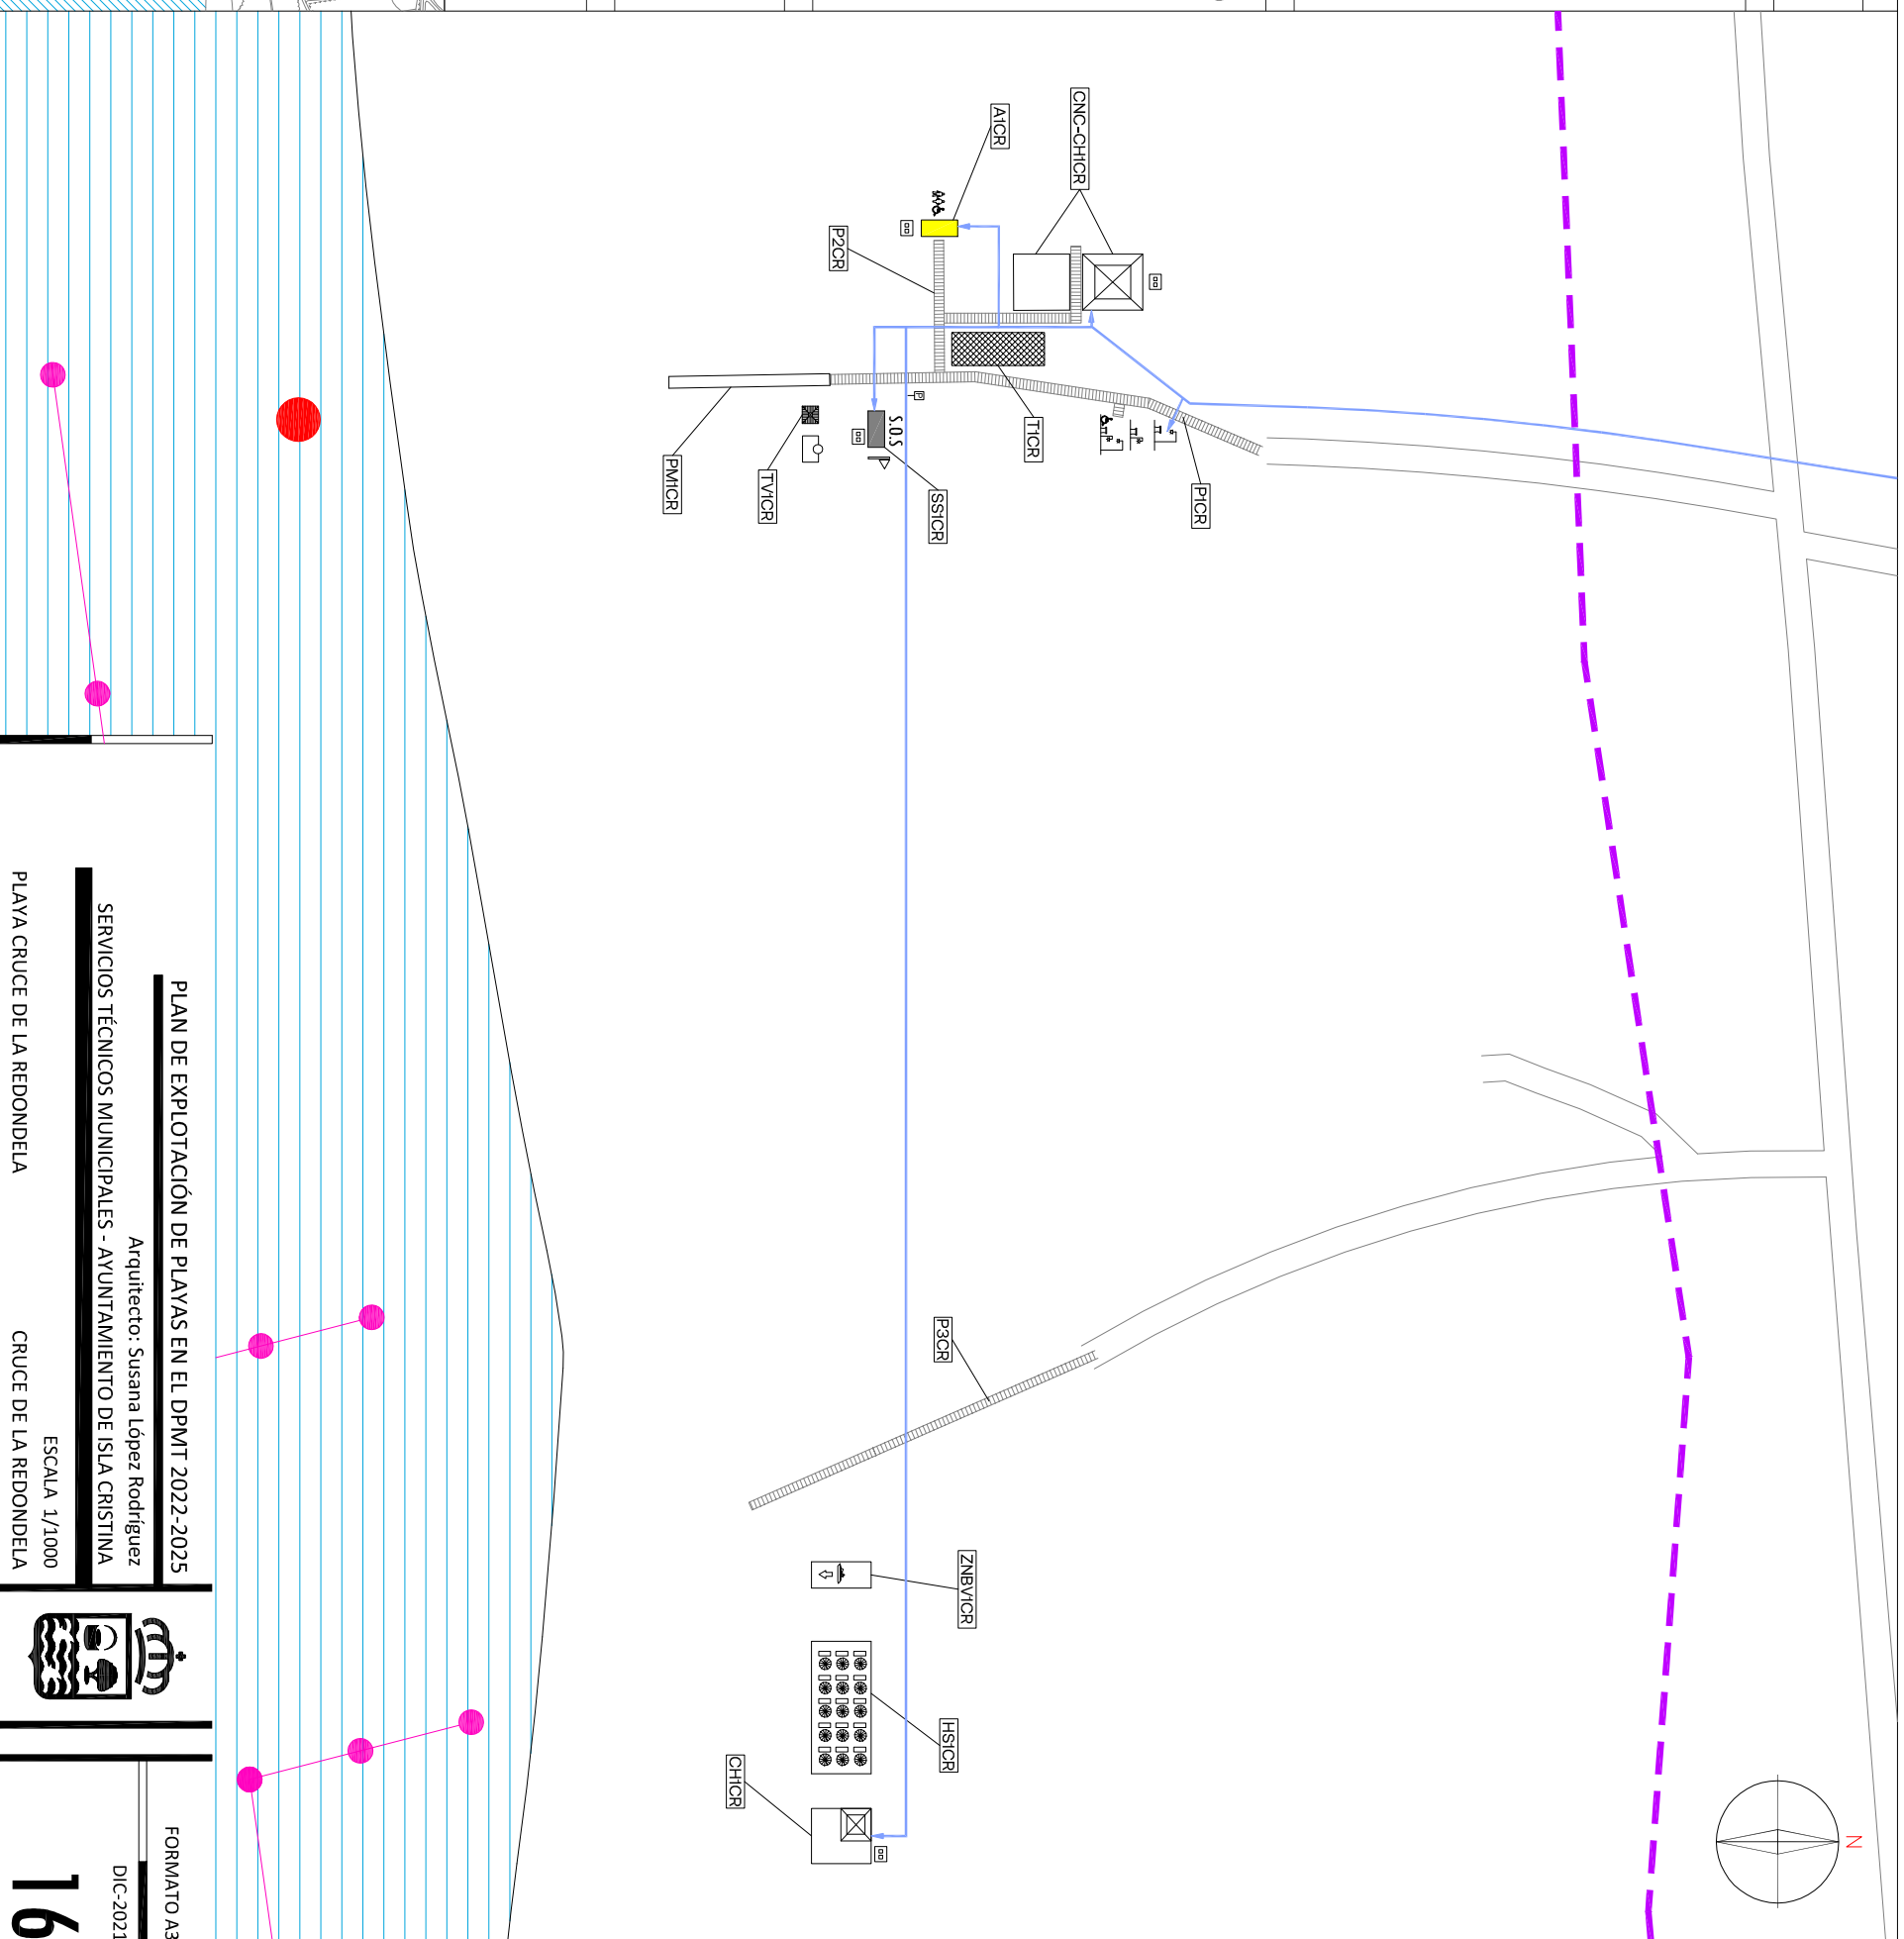 N
CNC-CH1CR
A1CR
P2CR
T1CR
P1CR
S.O.S
P
SS1CR
TV1CR
PM1CR
P3CR
ZNBV1CR
HS1CR
CH1CR
PLAN DE EXPLOTACIÓN DE PLAYAS EN EL DPMT 2022-2025
Arquitecto: Susana López Rodríguez
SERVICIOS TÉCNICOS MUNICIPALES - AYUNTAMIENTO DE ISLA CRISTINA
ESCALA 1/1000
PLAYA CRUCE DE LA REDONDELA
CRUCE DE LA REDONDELA
FORMATO A3
DIC-2021
16